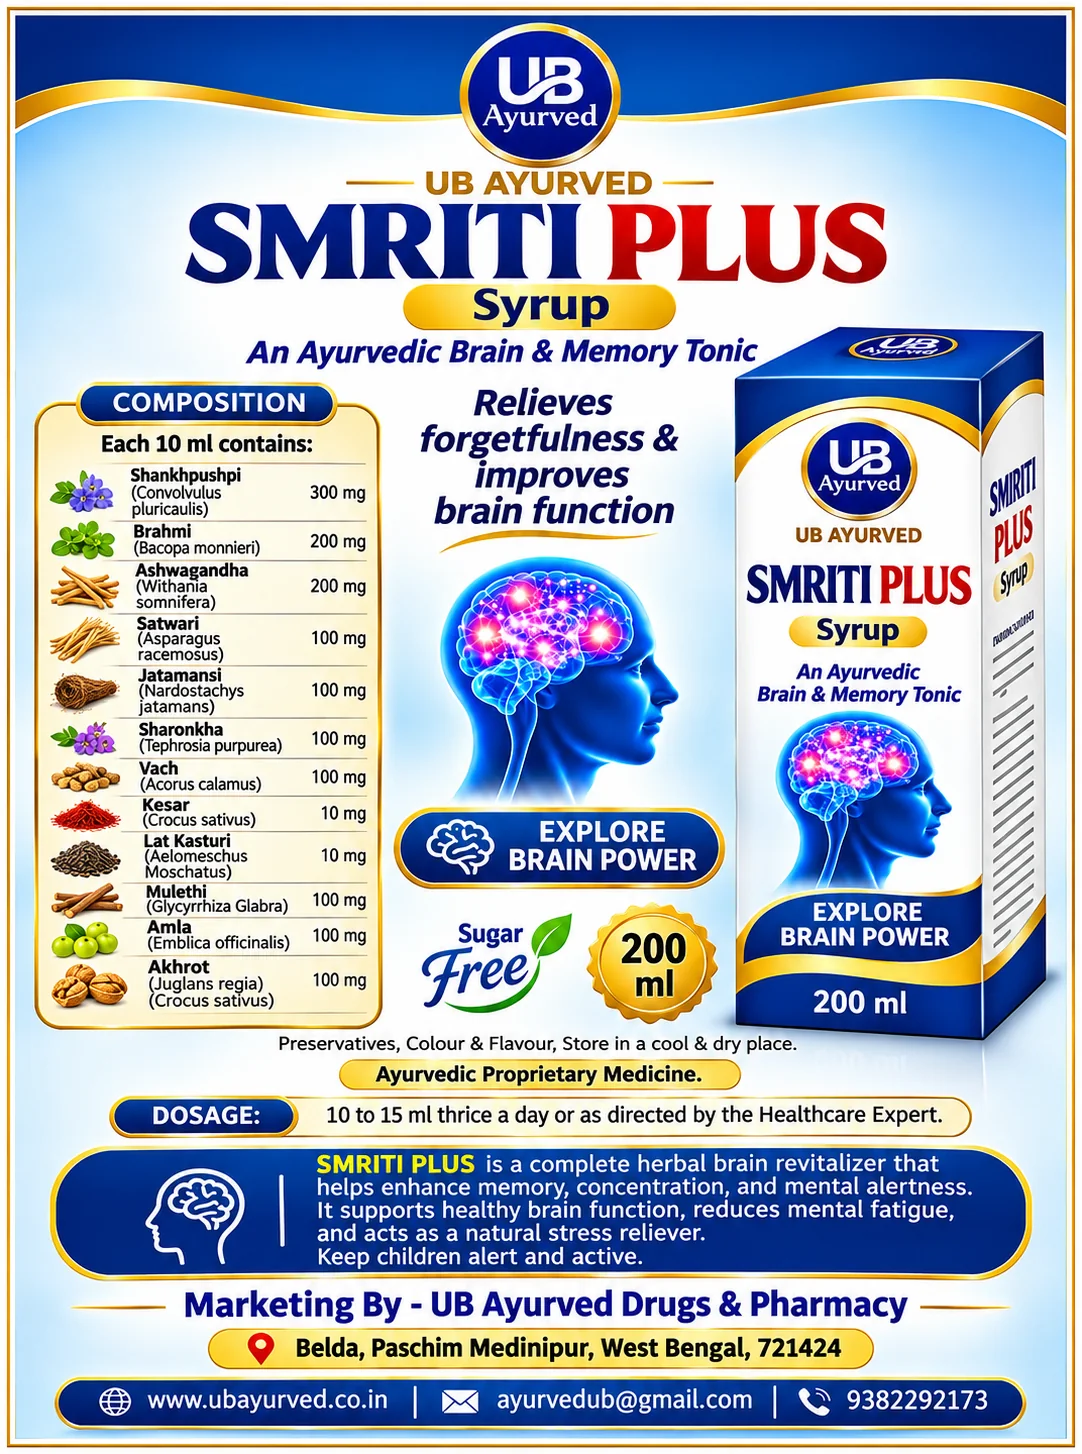 UB
Ayurved
UB AYURVED
SMRITI PLUS
Syrup
An Ayurvedic Brain & Memory Tonic
COMPOSITION
Each 10 ml contains:
Shankhpushpi
(Convolvulus
pluricaulis)
300 mg
Brahmi
(Bacopa monnieri)
200 mg
Ashwagandha
(Withania
somnifera)
200 mg
Satwari
(Asparagus
racemosus)
100 mg
Jatamansi
(Nardostachys
jatamans)
100 mg
Sharonkha
(Tephrosia purpurea)
100 mg
Vach
(Acorus calamus)
100 mg
Kesar
(Crocus sativus)
10 mg
Lat Kasturi
(Aelomeschus
Moschatus)
10 mg
Mulethi
(Glycyrrhiza Glabra)
100 mg
Amla
(Emblica officinalis)
100 mg
Akhrot
(Juglans regia)
(Crocus sativus)
100 mg
Relieves
forgetfulness &
improves
brain function
EXPLORE
BRAIN POWER
Sugar
Free
200
ml
UB
Ayurved
UB
Ayurved
UB AYURVED
SMRITI PLUS
Syrup
An Ayurvedic
Brain & Memory Tonic
EXPLORE
BRAIN POWER
200 ml
SMIRITI
PLUS
Syrup
Preservatives, Colour & Flavour, Store in a cool & dry place.
Ayurvedic Proprietary Medicine.
DOSAGE:
10 to 15 ml thrice a day or as directed by the Healthcare Expert.
SMRITI PLUS is a complete herbal brain revitalizer that
helps enhance memory, concentration, and mental alertness.
It supports healthy brain function, reduces mental fatigue,
and acts as a natural stress reliever.
Keep children alert and active.
Marketing By - UB Ayurved Drugs & Pharmacy
Belda, Paschim Medinipur, West Bengal, 721424
www.ubayurved.co.in
ayurvedub@gmail.com
9382292173